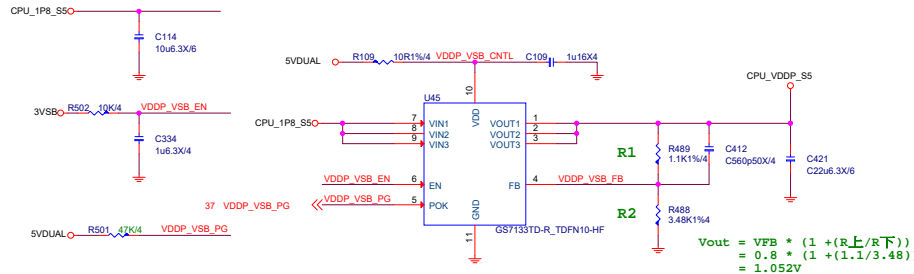 CPU_1P8_S5
C114
10u6.3X/6
5VDUAL
R109
10R1%/4
VDDP_VSB_CNTL
C109
1u16X4
CPU_VDDP_S5
3VSB
R502
10K/4
VDDP_VSB_EN
C334
1u6.3X/4
U45
10
VDD
CPU_1P8_S5
7
VIN1
8
VIN2
9
VIN3
VOUT1
1
VOUT2
2
VOUT3
3
R1
R489
1.1K1%/4
C412
C560p50X/4
C421
C22u6.3X/6
VDDP_VSB_EN
6
EN
FB
4
VDDP_VSB_FB
37 VDDP_VSB_PG
VDDP_VSB_PG
5
POK
GND
11
GS7133TD-R_TDFN10-HF
R2
R488
3.48K1%/4
5VDUAL
R501
47K/4
VDDP_VSB_PG
Vout = VFB * (1 +(R上/R下))
= 0.8 * (1 +(1.1/3.48)
= 1.052V